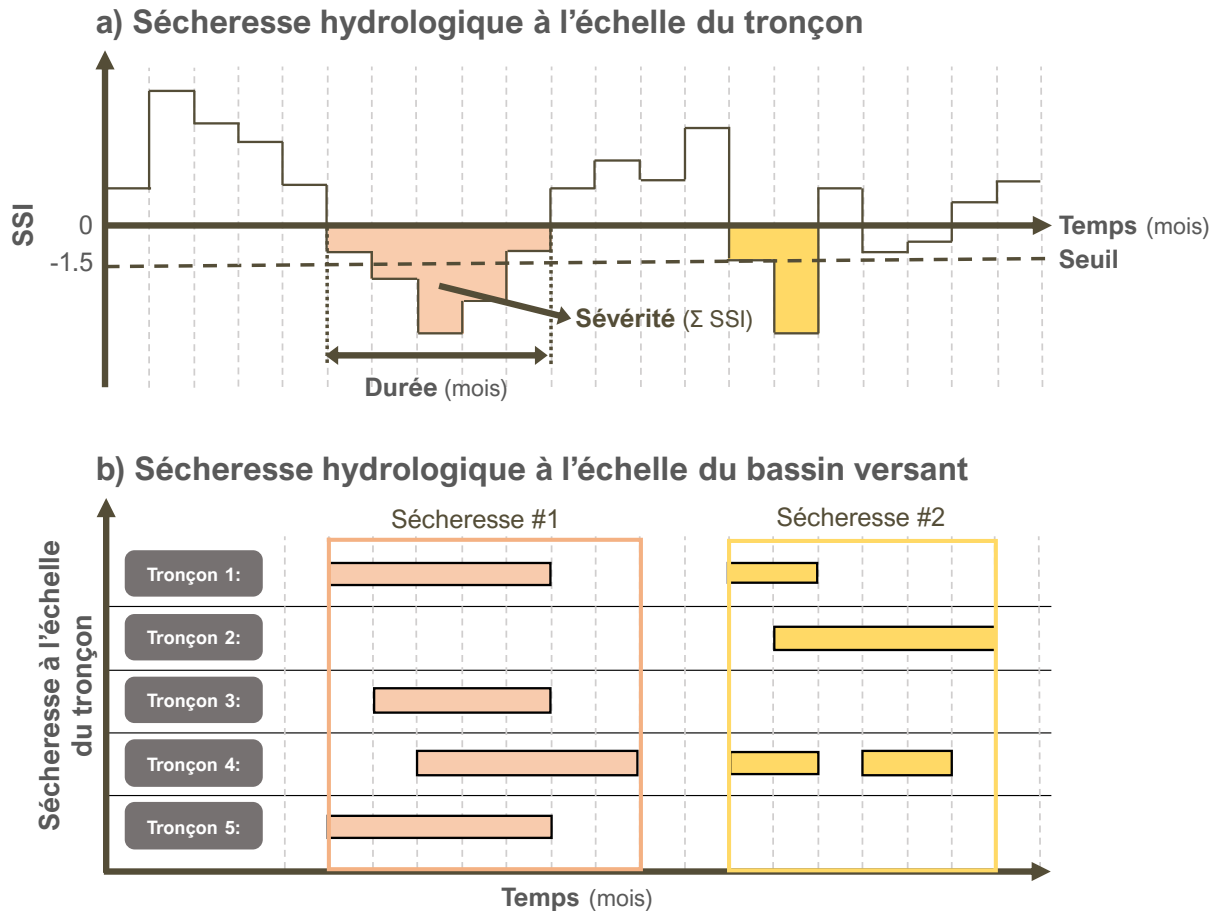 a) Sécheresse hydrologique à l'échelle du tronçon
SSI
0
-1.5
Temps (mois)
Seuil
Sévérité (Σ SSI)
Durée (mois)
b) Sécheresse hydrologique à l'échelle du bassin versant
Sécheresse #1
Sécheresse #2
Sécheresse à l'échelle
du tronçon
Tronçon 1:
Tronçon 2:
Tronçon 3:
Tronçon 4:
Tronçon 5:
Temps (mois)